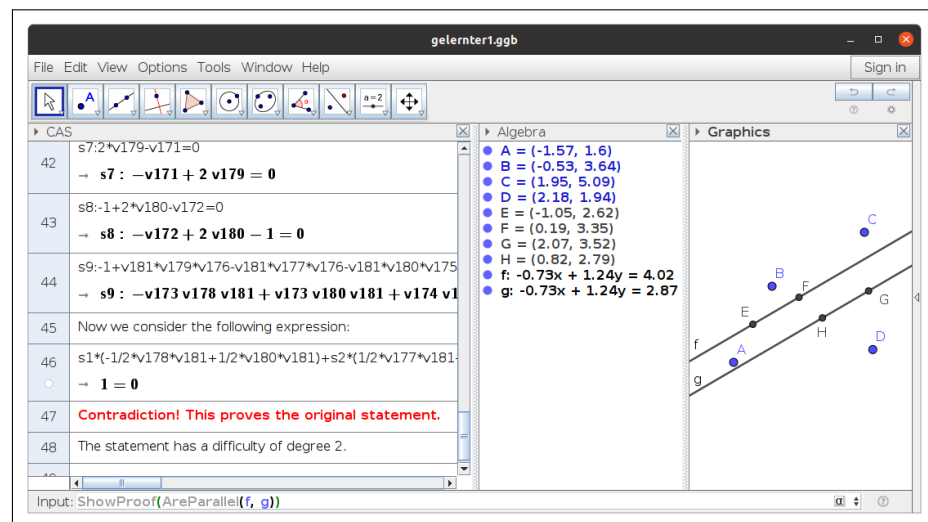 gelernter1.ggb
File Edit View Options Tools Window Help
Sign in
A
a=2
CAS
42
s7:2*v179-v171=0
→ s7 : −v171 + 2 v179 = 0
43
s8:-1+2*v180-v172=0
→ s8 : −v172 + 2 v180 − 1 = 0
44
s9:-1+v181*v179*v176-v181*v177*v176-v181*v180*v175
→ s9 : −v173 v178 v181 + v173 v180 v181 + v174 v1
45
Now we consider the following expression:
46
s1*(-1/2*v178*v181+1/2*v180*v181)+s2*(1/2*v177*v181-
→ 1 = 0
47
Contradiction! This proves the original statement.
48
The statement has a difficulty of degree 2.
Algebra
A = (-1.57, 1.6)
B = (-0.53, 3.64)
C = (1.95, 5.09)
D = (2.18, 1.94)
E = (-1.05, 2.62)
F = (0.19, 3.35)
G = (2.07, 3.52)
H = (0.82, 2.79)
f: -0.73x + 1.24y = 4.02
g: -0.73x + 1.24y = 2.87
Graphics
C
B
F
E
G
H
f
A
D
g
Input: ShowProof(AreParallel(f, g))
α